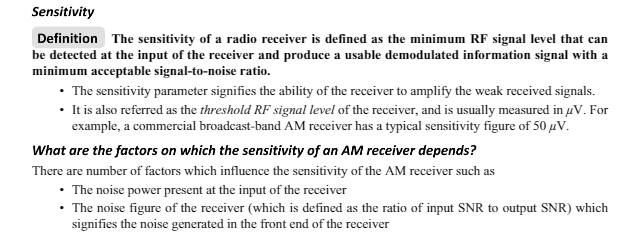 Sensitivity
Definition The sensitivity of a radio receiver is defined as the minimum RF signal level that can
be detected at the input of the receiver and produce a usable demodulated information signal with a
minimum acceptable signal-to-noise ratio.
• The sensitivity parameter signifies the ability of the receiver to amplify the weak received signals.
• It is also referred as the threshold RF signal level of the receiver, and is usually measured in μV. For
example, a commercial broadcast-band AM receiver has a typical sensitivity figure of 50 μV.
What are the factors on which the sensitivity of an AM receiver depends?
There are number of factors which influence the sensitivity of the AM receiver such as
• The noise power present at the input of the receiver
• The noise figure of the receiver (which is defined as the ratio of input SNR to output SNR) which
signifies the noise generated in the front end of the receiver